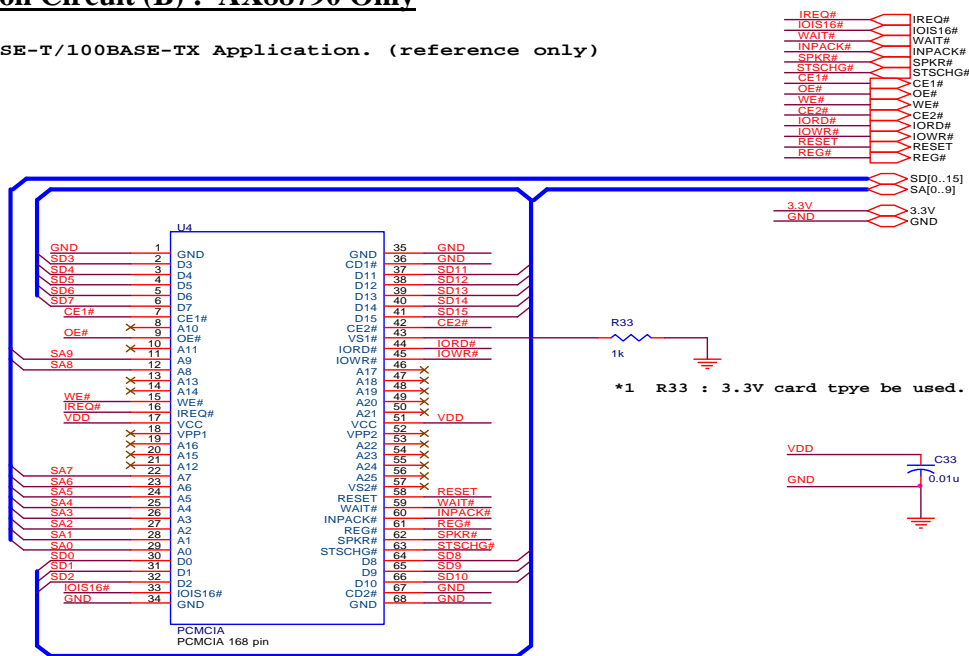 on Circuit (B) : AX88790 Only
SE-T/100BASE-TX Application. (reference only)
IREQ# IREQ#
IOIS16# IOIS16#
WAIT# WAIT#
INPACK# INPACK#
SPKR# SPKR#
STSCHG# STSCHG#
CE1# CE1#
OE# OE#
WE# WE#
CE2# CE2#
IORD# IORD#
IOWR# IOWR#
RESET RESET
REG# REG#
SD[0..15]
SA[0..9]
3.3V 3.3V
GND GND
U4
GND 1 GND GND 35 GND
SD3 2 D3 CD1# 36 GND
SD4 3 D4 D11 37 SD11
SD5 4 D5 D12 38 SD12
SD6 5 D6 D13 39 SD13
SD7 6 D7 D14 40 SD14
CE1# 7 CE1# D15 41 SD15
8 A10 CE2# 42 CE2#
OE# 9 OE# VS1# 43
10 A11 IORD# 44 IORD#
SA9 11 A9 IOWR# 45 IOWR#
SA8 12 A8 A17 46
13 A13 A18 47
14 A14 A19 48
WE# 15 WE# A20 49
IREQ# 16 IREQ# A21 50
VDD 17 VCC VCC 51 VDD
18 VPP1 VPP2 52
19 A16 A22 53
20 A15 A23 54
21 A12 A24 55
SA7 22 A7 A25 56
SA6 23 A6 VS2# 57
SA5 24 A5 RESET 58 RESET
SA4 25 A4 WAIT# 59 WAIT#
SA3 26 A3 INPACK# 60 INPACK#
SA2 27 A2 REG# 61 REG#
SA1 28 A1 SPKR# 62 SPKR#
SA0 29 A0 STSCHG# 63 STSCHG#
SD0 30 D0 D8 64 SD8
SD1 31 D1 D9 65 SD9
SD2 32 D2 D10 66 SD10
IOIS16# 33 IOIS16# CD2# 67 GND
GND 34 GND GND 68 GND
PCMCIA
PCMCIA 168 pin
R33
1k
*1 R33 : 3.3V card tpye be used.
VDD
C33
GND
0.01u